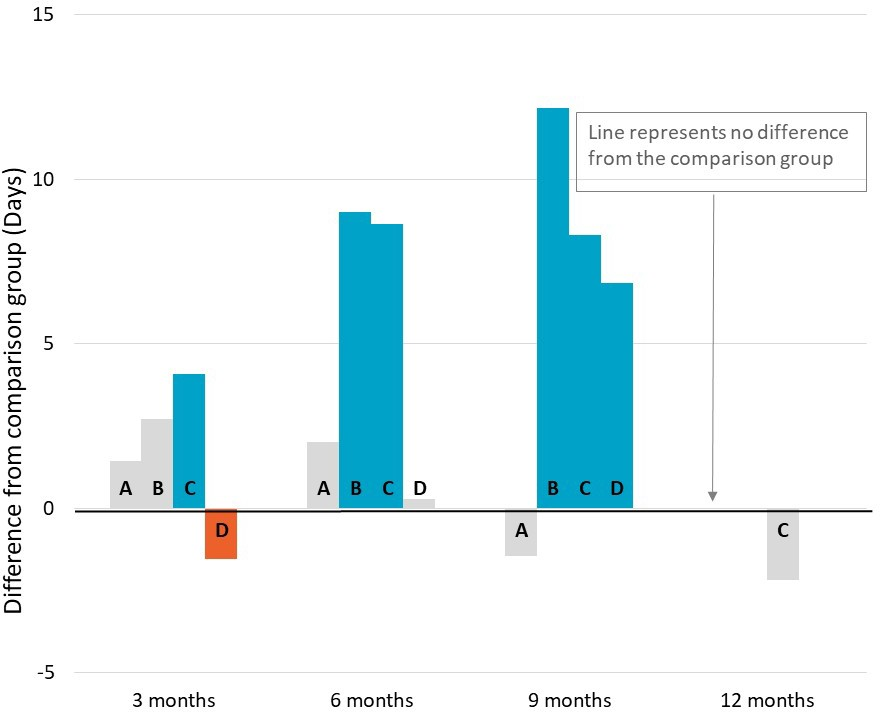 15
10
5
0
-5
Difference from comparison group (Days)
Line represents no difference
from the comparison group
A B C D
A B C D
A B C D
C
3 months 6 months 9 months 12 months